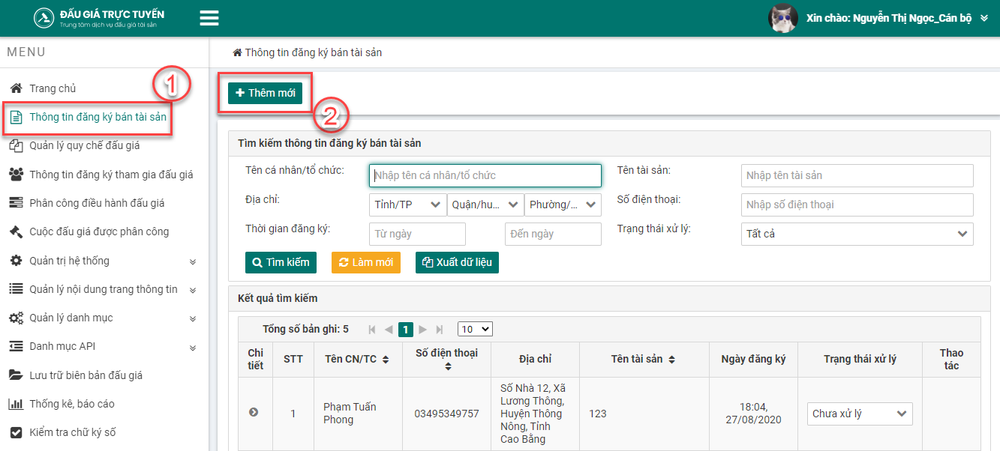 ĐẤU GIÁ TRỰC TUYẾN
Trung tâm dịch vụ đấu giá tài sản
Xin chào: Nguyễn Thị Ngọc_Cán bộ
MENU
Trang chủ
1
Thông tin đăng ký bán tài sản
Quản lý quy chế đấu giá
Thông tin đăng ký tham gia đấu giá
Phân công điều hành đấu giá
Cuộc đấu giá được phân công
Quản trị hệ thống
Quản lý nội dung trang thông tin
Quản lý danh mục
Danh mục API
Lưu trữ biên bản đấu giá
Thống kê, báo cáo
Kiểm tra chữ ký số
Thông tin đăng ký bán tài sản
Thêm mới
2
Tìm kiếm thông tin đăng ký bán tài sản
Tên cá nhân/tổ chức: Nhập tên cá nhân/tổ chức Tên tài sản: Nhập tên tài sản
Địa chỉ: Tỉnh/TP Quận/hu... Phường/... Số điện thoại: Nhập số điện thoại
Thời gian đăng ký: Từ ngày Đến ngày Trạng thái xử lý: Tất cả
Tìm kiếm Làm mới Xuất dữ liệu
Kết quả tìm kiếm
Tổng số bản ghi: 5 1 10
Chi tiết STT Tên CN/TC Số điện thoại Địa chỉ Tên tài sản Ngày đăng ký Trạng thái xử lý Thao tác
1
Phạm Tuấn
Phong
03495349757
Số Nhà 12, Xã
Lương Thông,
Huyện Thông
Nông, Tỉnh
Cao Bằng
123
18:04,
27/08/2020
Chưa xử lý